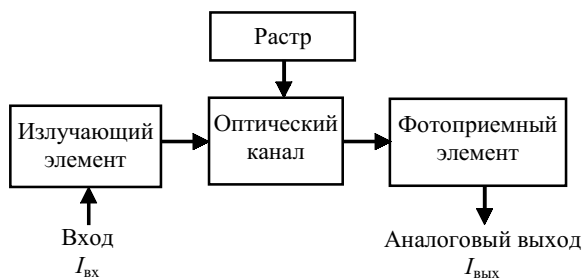 Растр
Излучающий
элемент
Оптический
канал
Фотоприемный
элемент
Вход
Iвх
Аналоговый выход
Iвых